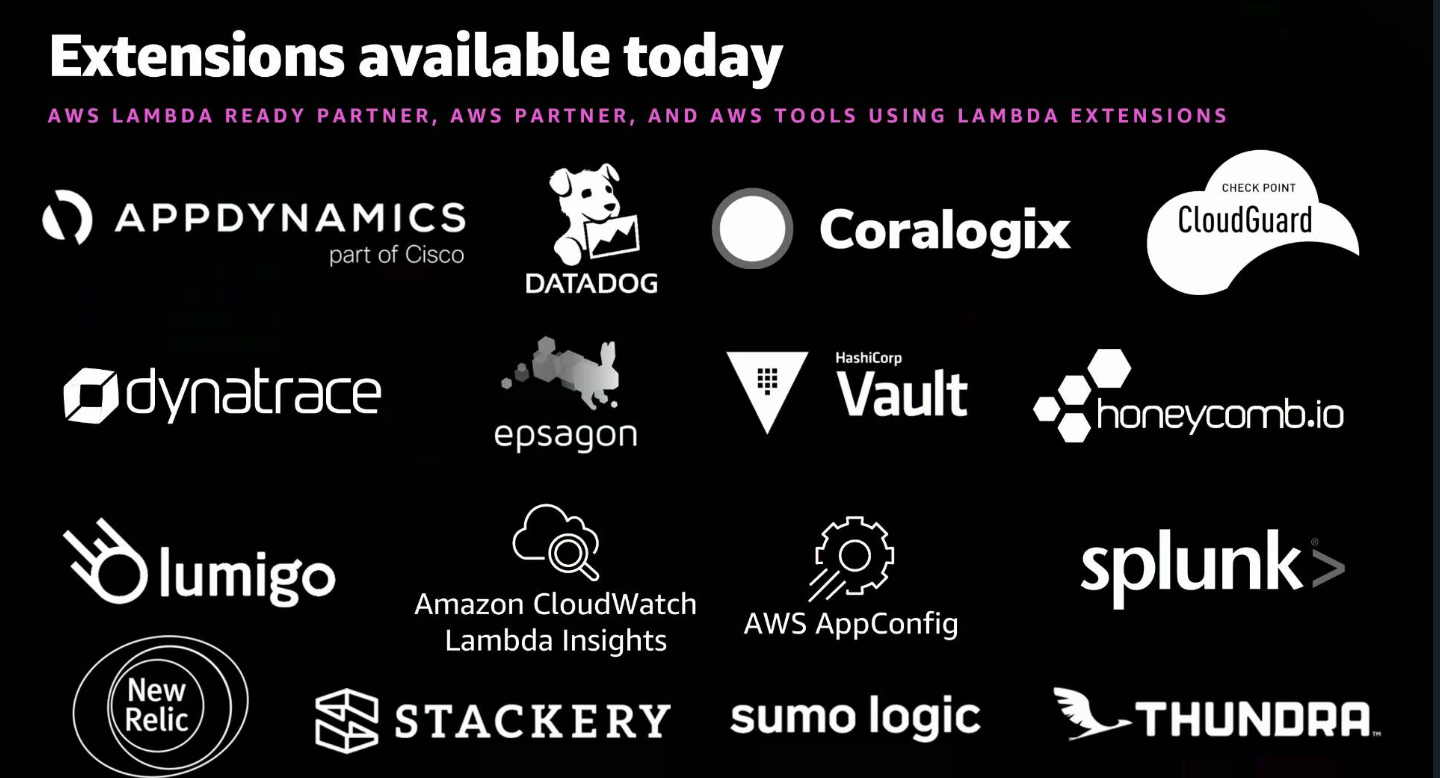 Extensions available today
AWS LAMBDA READY PARTNER, AWS PARTNER, AND AWS TOOLS USING LAMBDA EXTENSIONS
APPDYNAMICS
part of Cisco
DATADOG
Coralogix
CHECK POINT
CloudGuard
dynatrace
epsagon
HashiCorp
Vault
honeycomb.io
lumigo
Amazon CloudWatch
Lambda Insights
AWS AppConfig
splunk>®
New
Relic
STACKERY
sumo logic
THUNDRA™